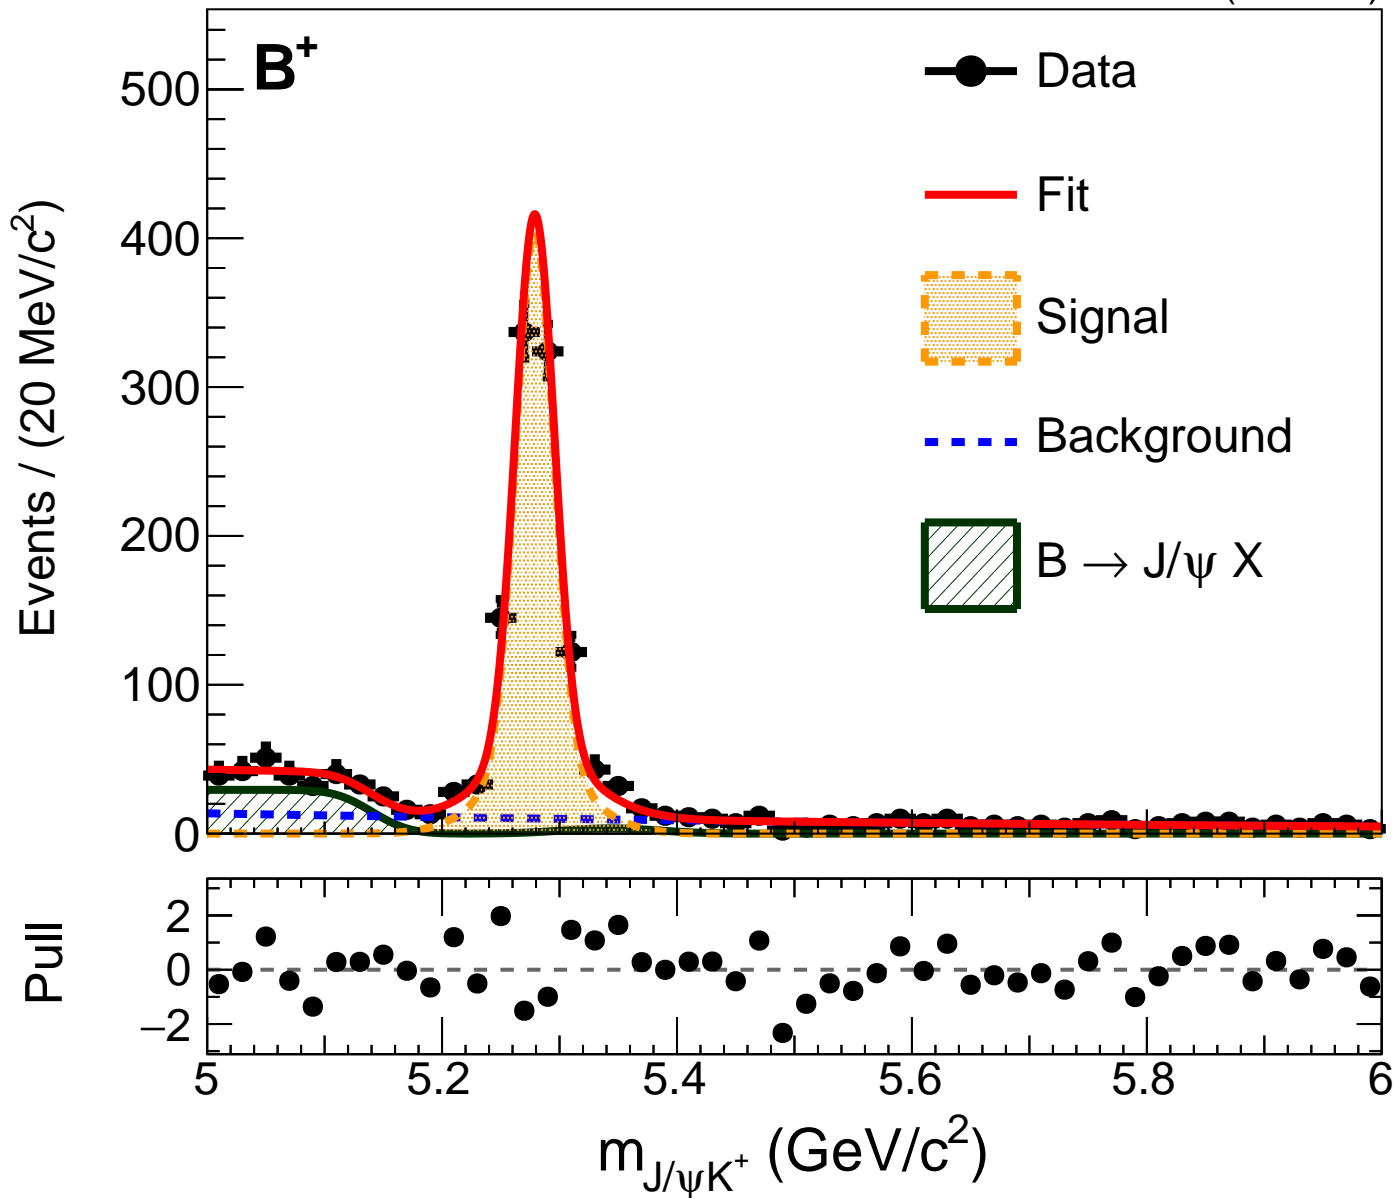 B⁺
Data
Fit
Signal
Background
B → J/ψ X
Events / (20 MeV/c²)
500
400
300
200
100
0
Pull
2
0
−2
5
5.2
5.4
5.6
5.8
6
m_{J/ψK⁺} (GeV/c²)